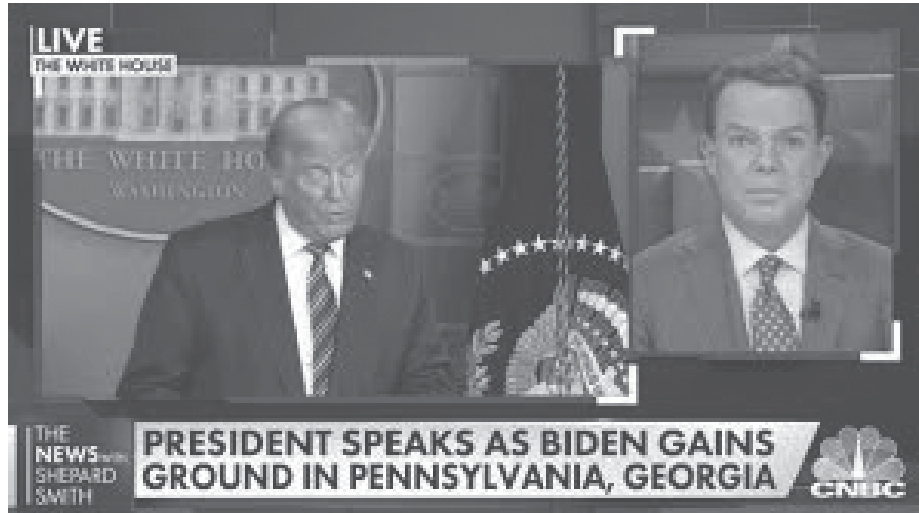 LIVE
THE WHITE HOUSE
THE WHITE HO
WASHINGTON
THE
NEWS WITH
SHEPARD
SMITH
PRESIDENT SPEAKS AS BIDEN GAINS
GROUND IN PENNSYLVANIA, GEORGIA
CNBC